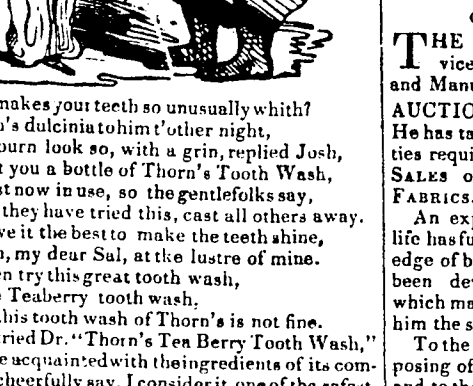 makes your teeth so unusually whith?
's dulcinia to him t'other night,
ourn look so, with a grin, replied Josh,
t you a bottle of Thorn's Tooth Wash,
st now in use, so the gentlefolks say,
they have tried this, cast all others away.
ve it the best to make the teeth shine,
, my dear Sal, at the lustre of mine.
en try this great tooth wash,
Teaberry tooth wash.
his tooth wash of Thorn's is not fine.
tried Dr. "Thorn's Tea Berry Tooth Wash,"
e acquainted with the ingredients of its com-
cheerfully say, I consider it one of the safest
THE
vice
and Manu
AUCTIO
He has ta
ties requi
SALES o
FABRICS.
An exp
life has fu
edge of b
been de
which ma
him the s
To the
posing of
and to